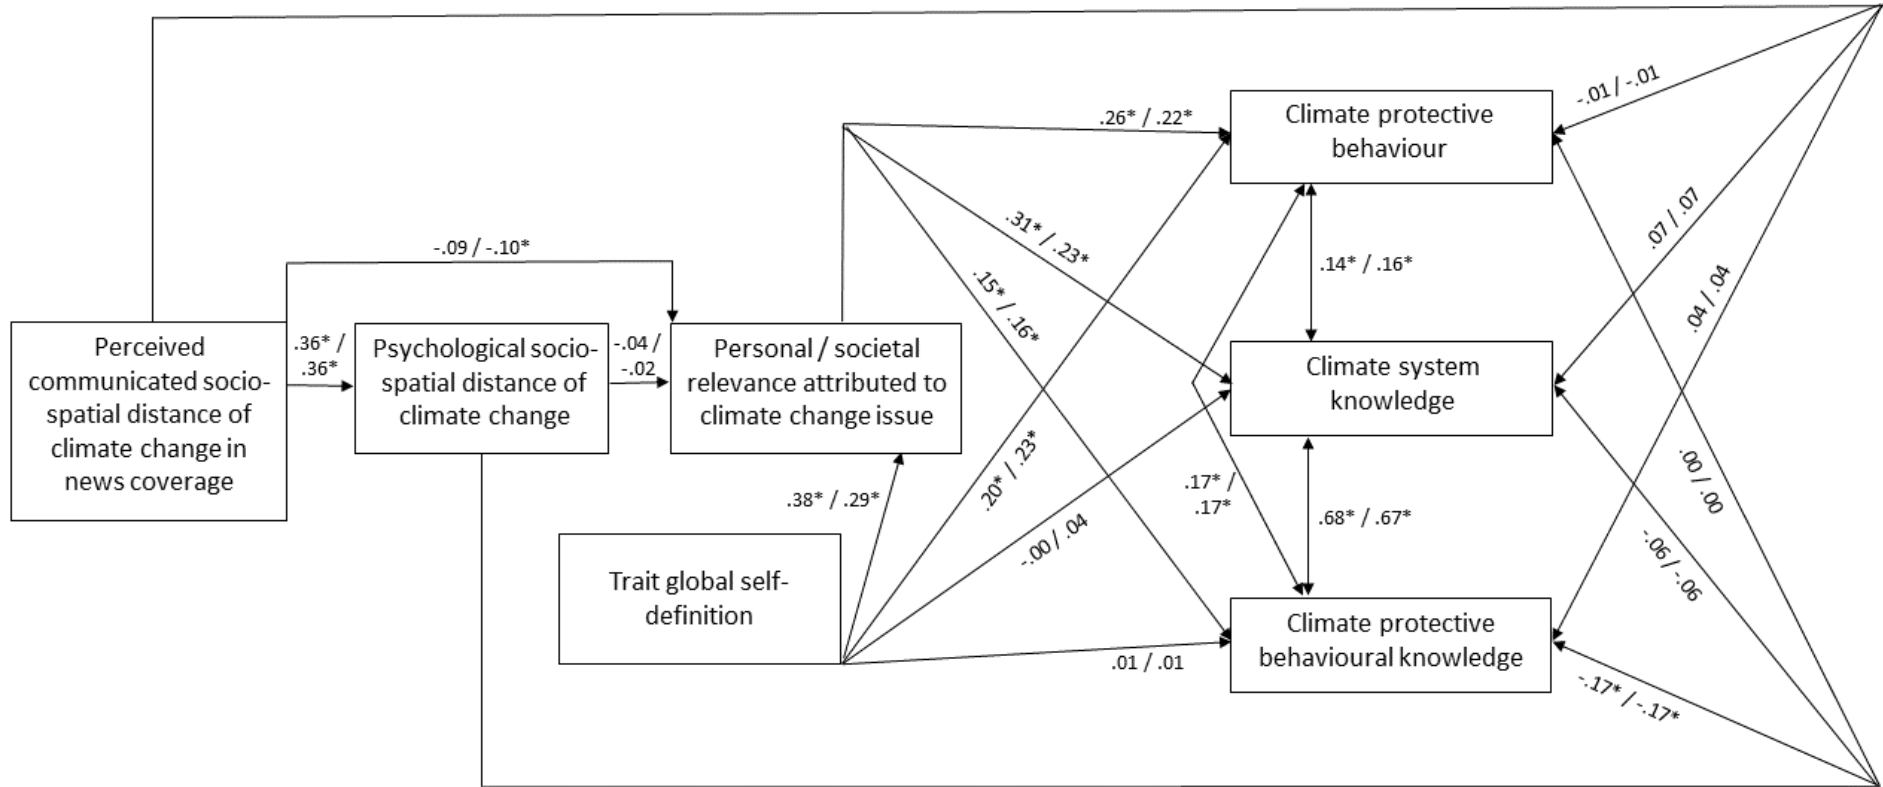 -.01 / -.01
Climate protective
behaviour
.26* / .22*
.31* / .23*
.07 / .07
-.09 / -.10*
.14* / .16*
.15* / .16*
.04 / .04
Perceived
communicated socio-
spatial distance of
climate change in
news coverage
.36* /
.36*
Psychological socio-
spatial distance of
climate change
-.04 /
-.02
Personal / societal
relevance attributed to
climate change issue
Climate system
knowledge
.38* / .29*
.20* / .23*
.17* /
.17*
.00 / .00
-.00 / .04
.68* / .67*
-.06 / -.06
Trait global self-
definition
Climate protective
behavioural knowledge
.01 / .01
-.17* / -.17*